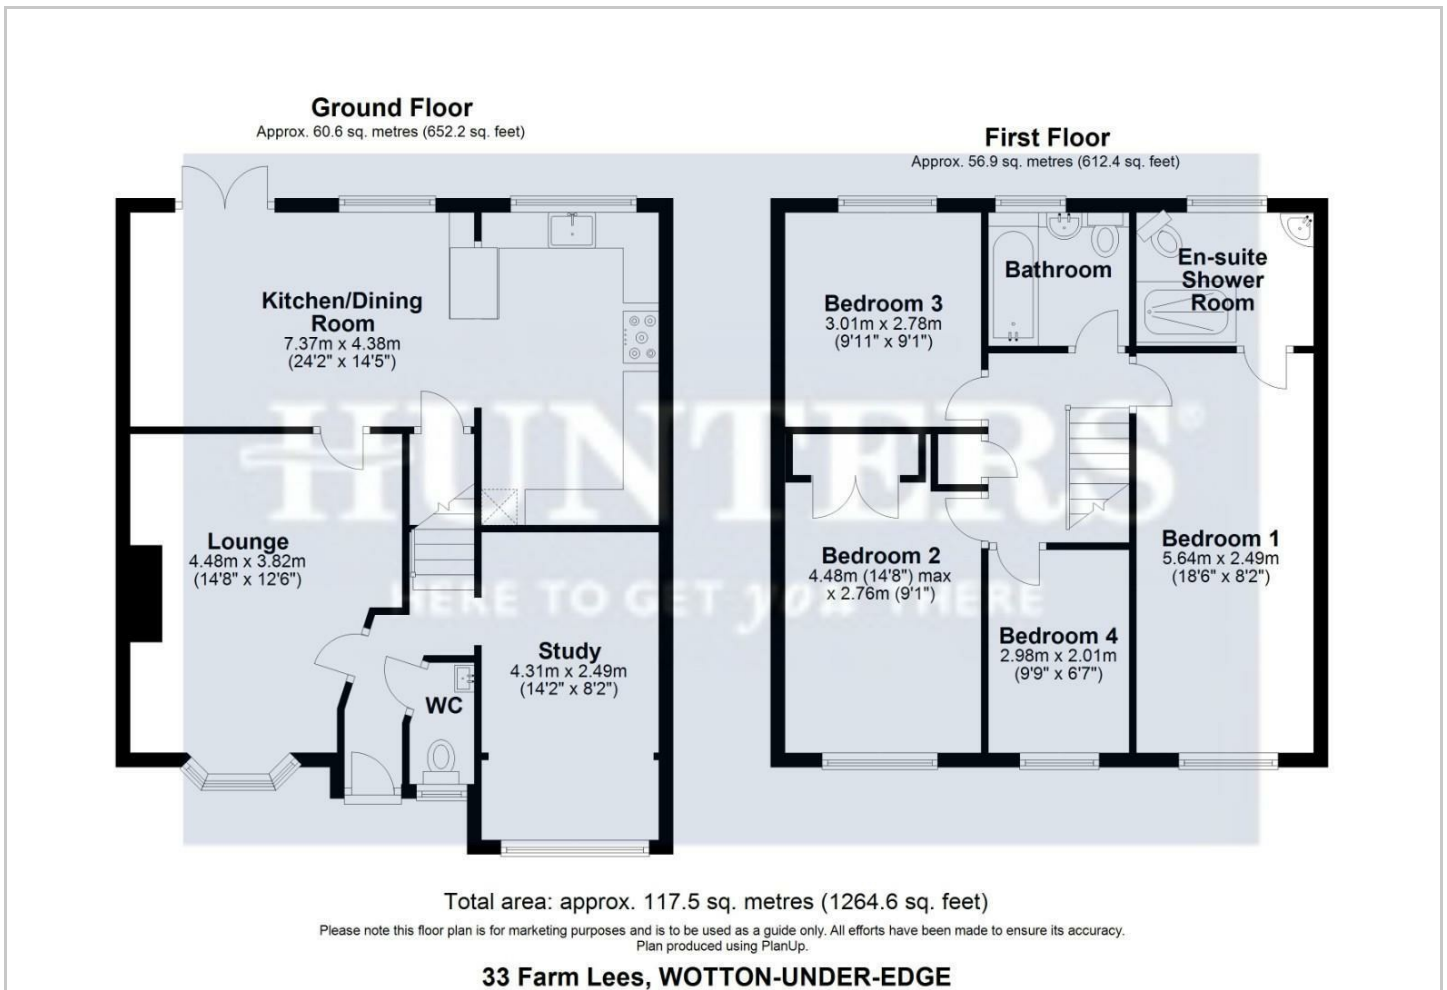 Ground Floor
Approx. 60.6 sq. metres (652.2 sq. feet)
Kitchen/Dining
Room
7.37m x 4.38m
(24'2" x 14'5")
Lounge
4.48m x 3.82m
(14'8" x 12'6")
Study
4.31m x 2.49m
(14'2" x 8'2")
WC
First Floor
Approx. 56.9 sq. metres (612.4 sq. feet)
Bedroom 3
3.01m x 2.78m
(9'11" x 9'1")
Bathroom
En-suite
Shower
Room
Bedroom 2
4.48m (14'8") max
x 2.76m (9'1")
Bedroom 1
5.64m x 2.49m
(18'6" x 8'2")
Bedroom 4
2.98m x 2.01m
(9'9" x 6'7")
HUNTERS®
HERE TO GET you THERE
Total area: approx. 117.5 sq. metres (1264.6 sq. feet)
Please note this floor plan is for marketing purposes and is to be used as a guide only. All efforts have been made to ensure its accuracy.
Plan produced using PlanUp.
33 Farm Lees, WOTTON-UNDER-EDGE